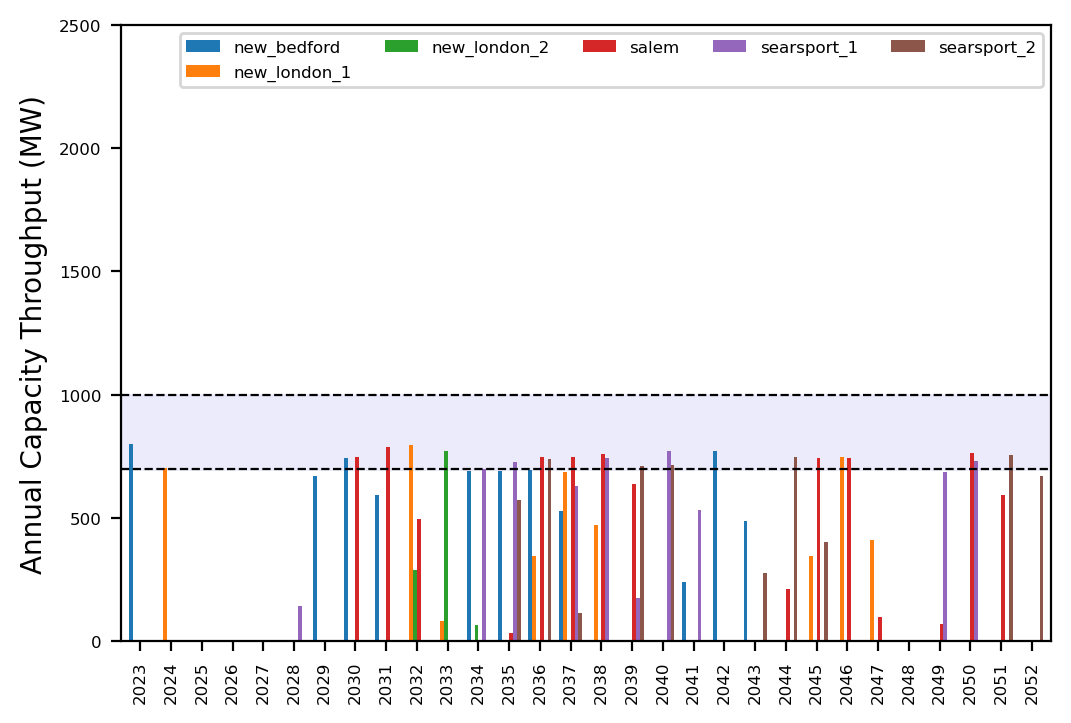 2500
new_bedford new_london_2 salem searsport_1 searsport_2
new_london_1
2000
1500
1000
500
0
Annual Capacity Throughput (MW)
2023 2024 2025 2026 2027 2028 2029 2030 2031 2032 2033 2034 2035 2036 2037 2038 2039 2040 2041 2042 2043 2044 2045 2046 2047 2048 2049 2050 2051 2052